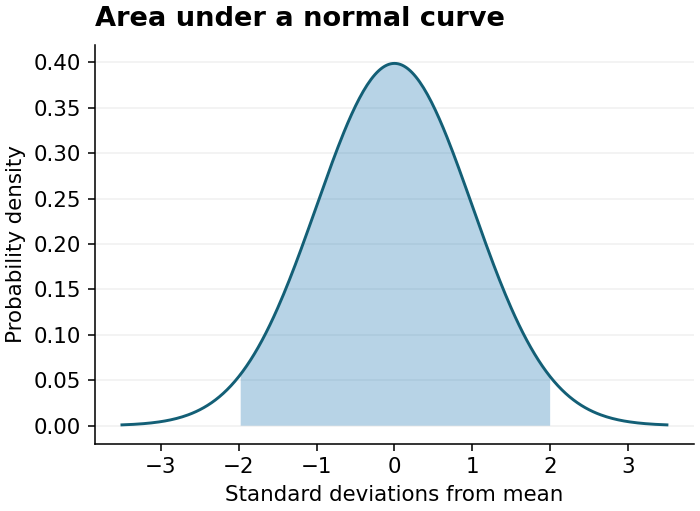 Area under a normal curve
Probability density
0.40
0.35
0.30
0.25
0.20
0.15
0.10
0.05
0.00
−3 −2 −1 0 1 2 3
Standard deviations from mean